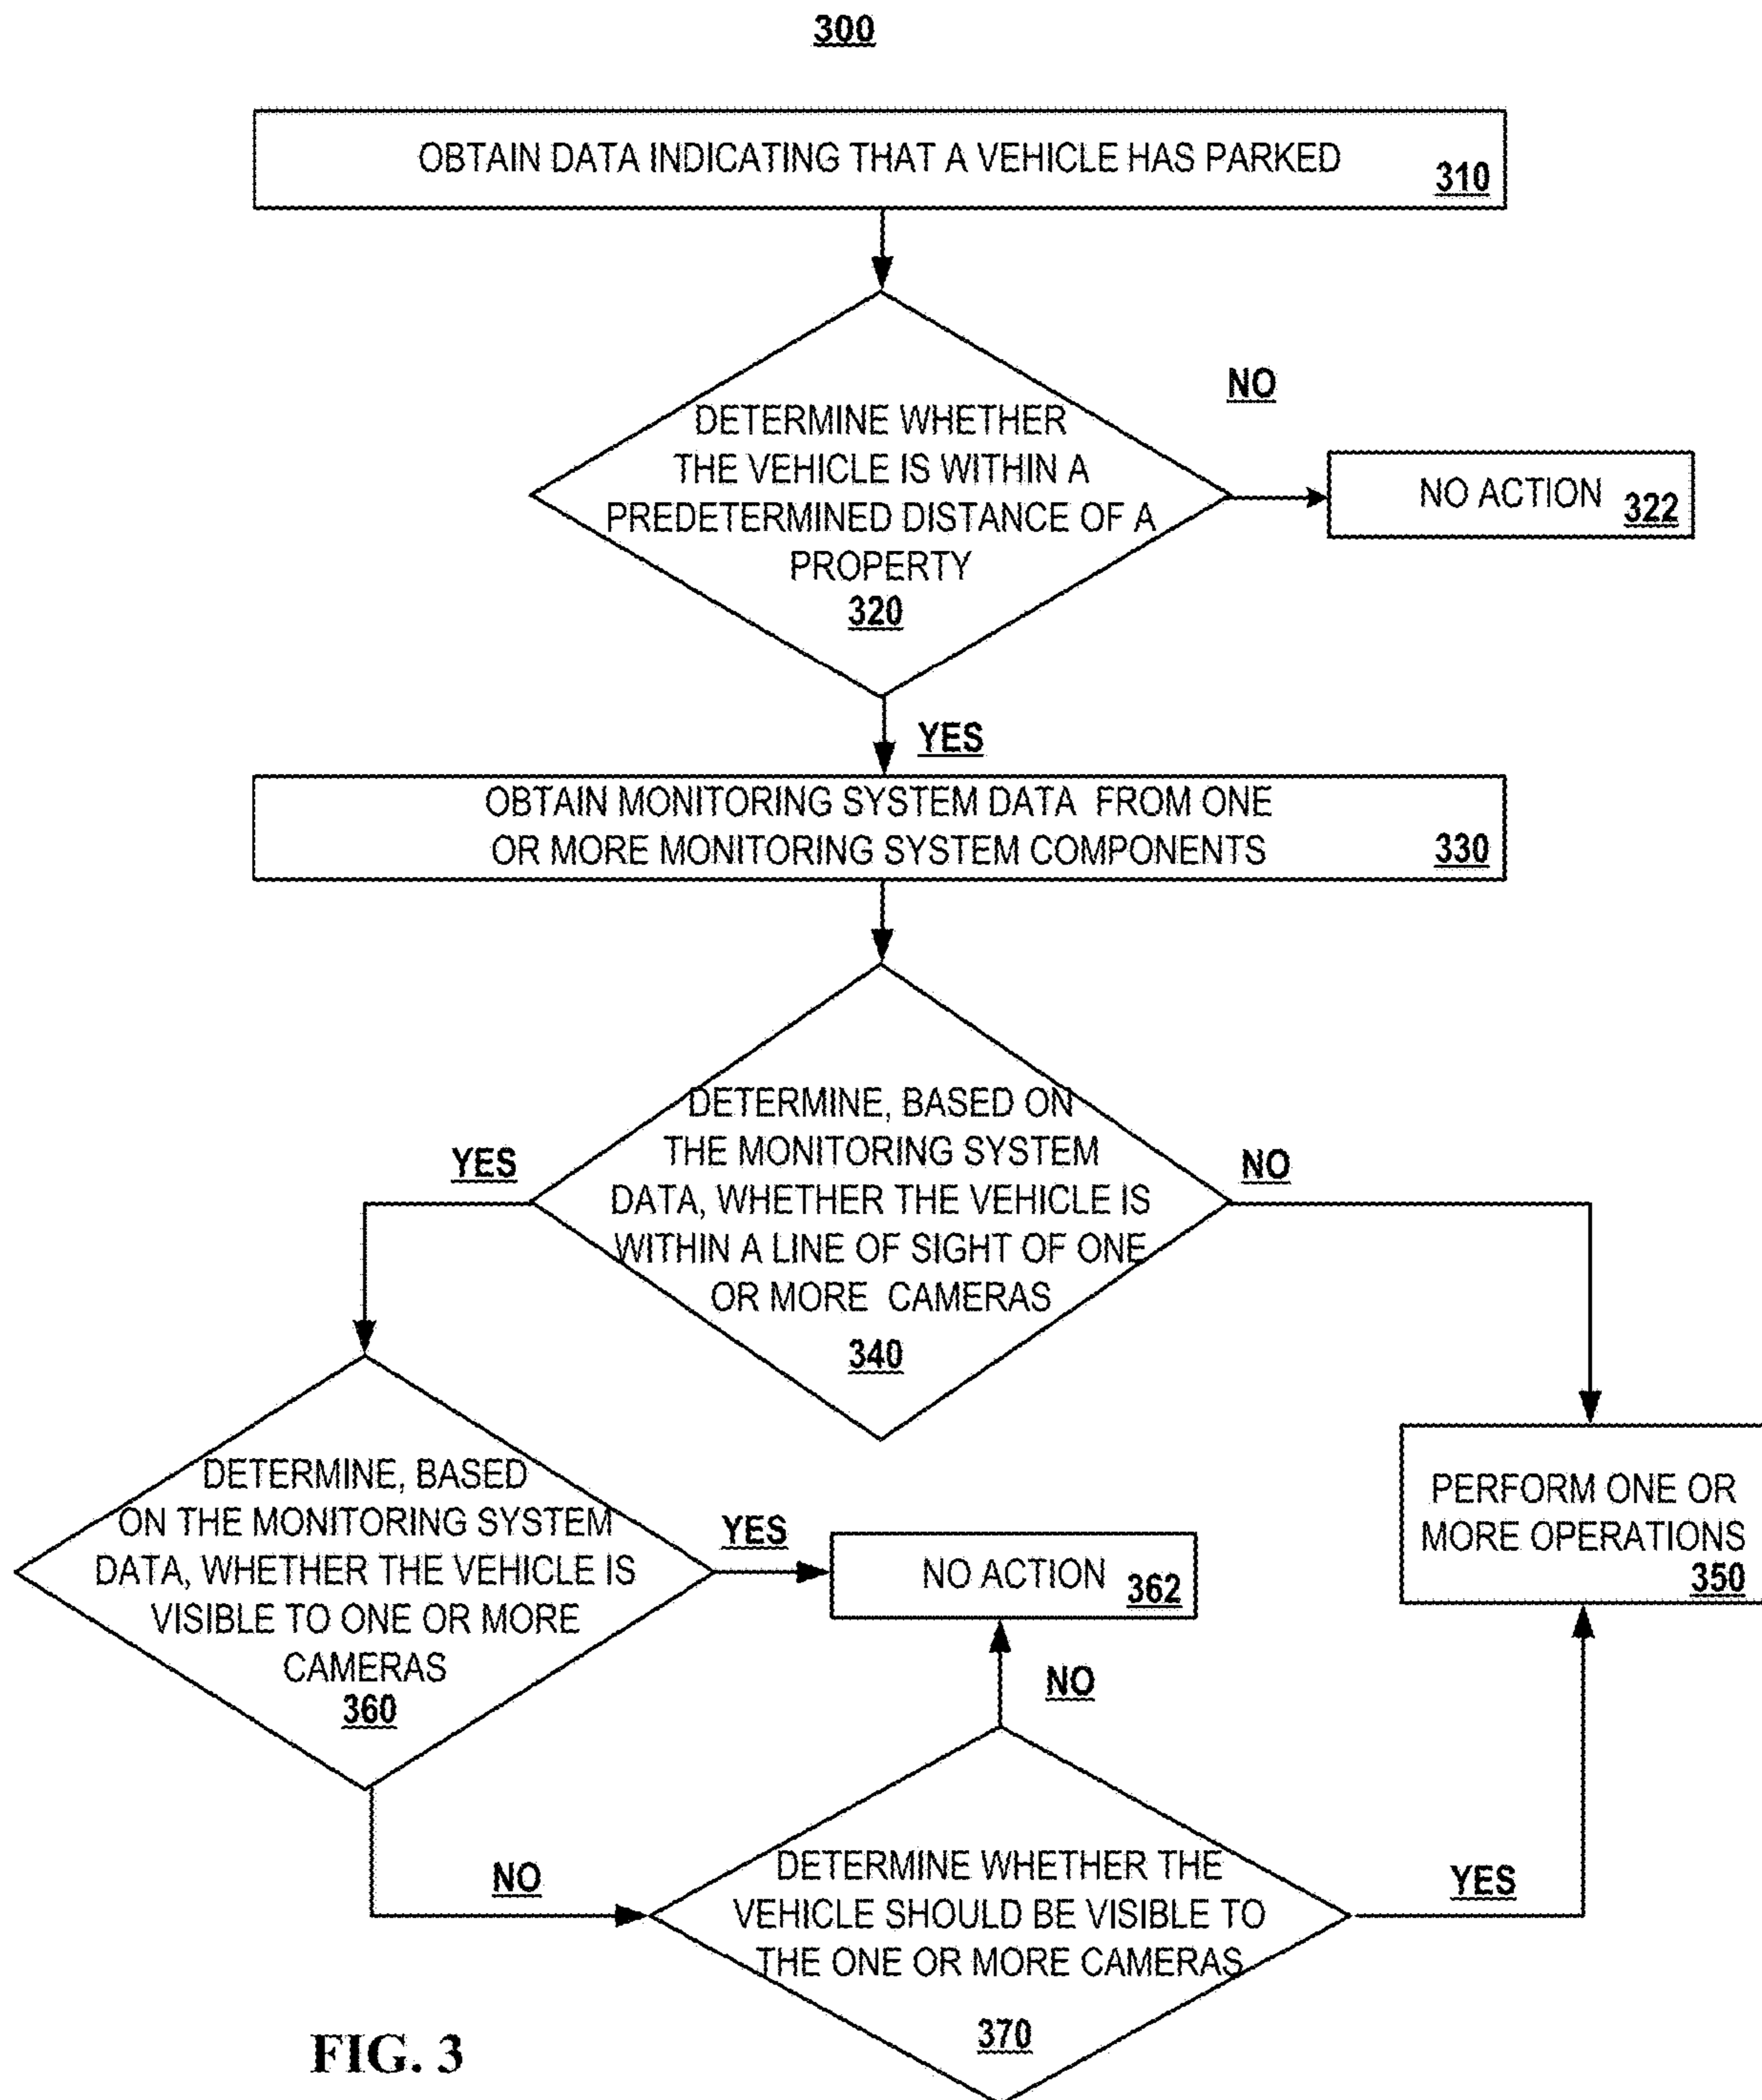 300
OBTAIN DATA INDICATING THAT A VEHICLE HAS PARKED
310
DETERMINE WHETHER
THE VEHICLE IS WITHIN A
PREDETERMINED DISTANCE OF A
PROPERTY
320
NO
NO ACTION
322
YES
OBTAIN MONITORING SYSTEM DATA FROM ONE
OR MORE MONITORING SYSTEM COMPONENTS
330
DETERMINE, BASED ON
THE MONITORING SYSTEM
DATA, WHETHER THE VEHICLE IS
WITHIN A LINE OF SIGHT OF ONE
OR MORE CAMERAS
340
YES
NO
DETERMINE, BASED
ON THE MONITORING SYSTEM
DATA, WHETHER THE VEHICLE IS
VISIBLE TO ONE OR MORE
CAMERAS
360
YES
NO ACTION
362
PERFORM ONE OR
MORE OPERATIONS
350
NO
NO
DETERMINE WHETHER THE
VEHICLE SHOULD BE VISIBLE TO
THE ONE OR MORE CAMERAS
370
YES
FIG. 3